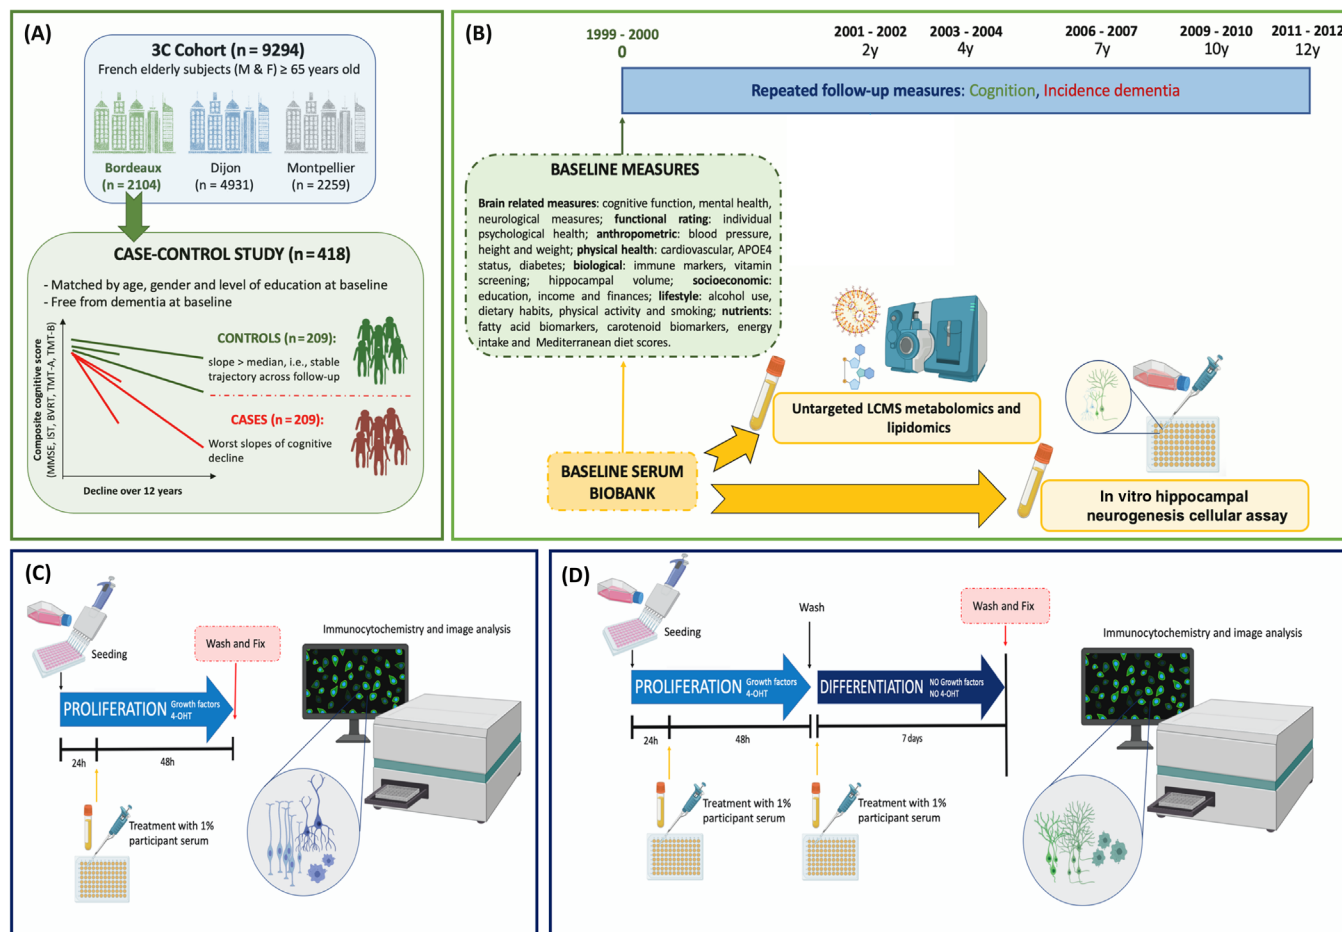 (A)
3C Cohort (n = 9294)
French elderly subjects (M & F) ≥ 65 years old
Bordeaux
(n = 2104)
Dijon
(n = 4931)
Montpellier
(n = 2259)
CASE-CONTROL STUDY (n = 418)
- Matched by age, gender and level of education at baseline
- Free from dementia at baseline
Composite cognitive score
(MMSE, IST, BVRT, TMT-A, TMT-B)
CONTROLS (n = 209):
slope > median, i.e., stable
trajectory across follow-up
CASES (n = 209):
Worst slopes of cognitive
decline
Decline over 12 years
(B)
1999 - 2000
0
2001 - 2002
2y
2003 - 2004
4y
2006 - 2007
7y
2009 - 2010
10y
2011 - 2012
12y
Repeated follow-up measures: Cognition, Incidence dementia
BASELINE MEASURES
Brain related measures: cognitive function, mental health,
neurological measures; functional rating: individual
psychological health; anthropometric: blood pressure,
height and weight; physical health: cardiovascular, APOE4
status, diabetes; biological: immune markers, vitamin
screening; hippocampal volume; socioeconomic:
education, income and finances; lifestyle: alcohol use,
dietary habits, physical activity and smoking; nutrients:
fatty acid biomarkers, carotenoid biomarkers, energy
intake and Mediterranean diet scores.
Untargeted LCMS metabolomics and
lipidomics
BASELINE SERUM
BIOBANK
In vitro hippocampal
neurogenesis cellular assay
(C)
Seeding
Wash and Fix
Immunocytochemistry and image analysis
PROLIFERATION
Growth factors
4-OHT
24h
48h
Treatment with 1%
participant serum
(D)
Seeding
Wash
Wash and Fix
Immunocytochemistry and image analysis
PROLIFERATION
Growth factors
4-OHT
DIFFERENTIATION
NO Growth factors
NO 4-OHT
24h
48h
7 days
Treatment with 1%
participant serum
Treatment with 1%
participant serum